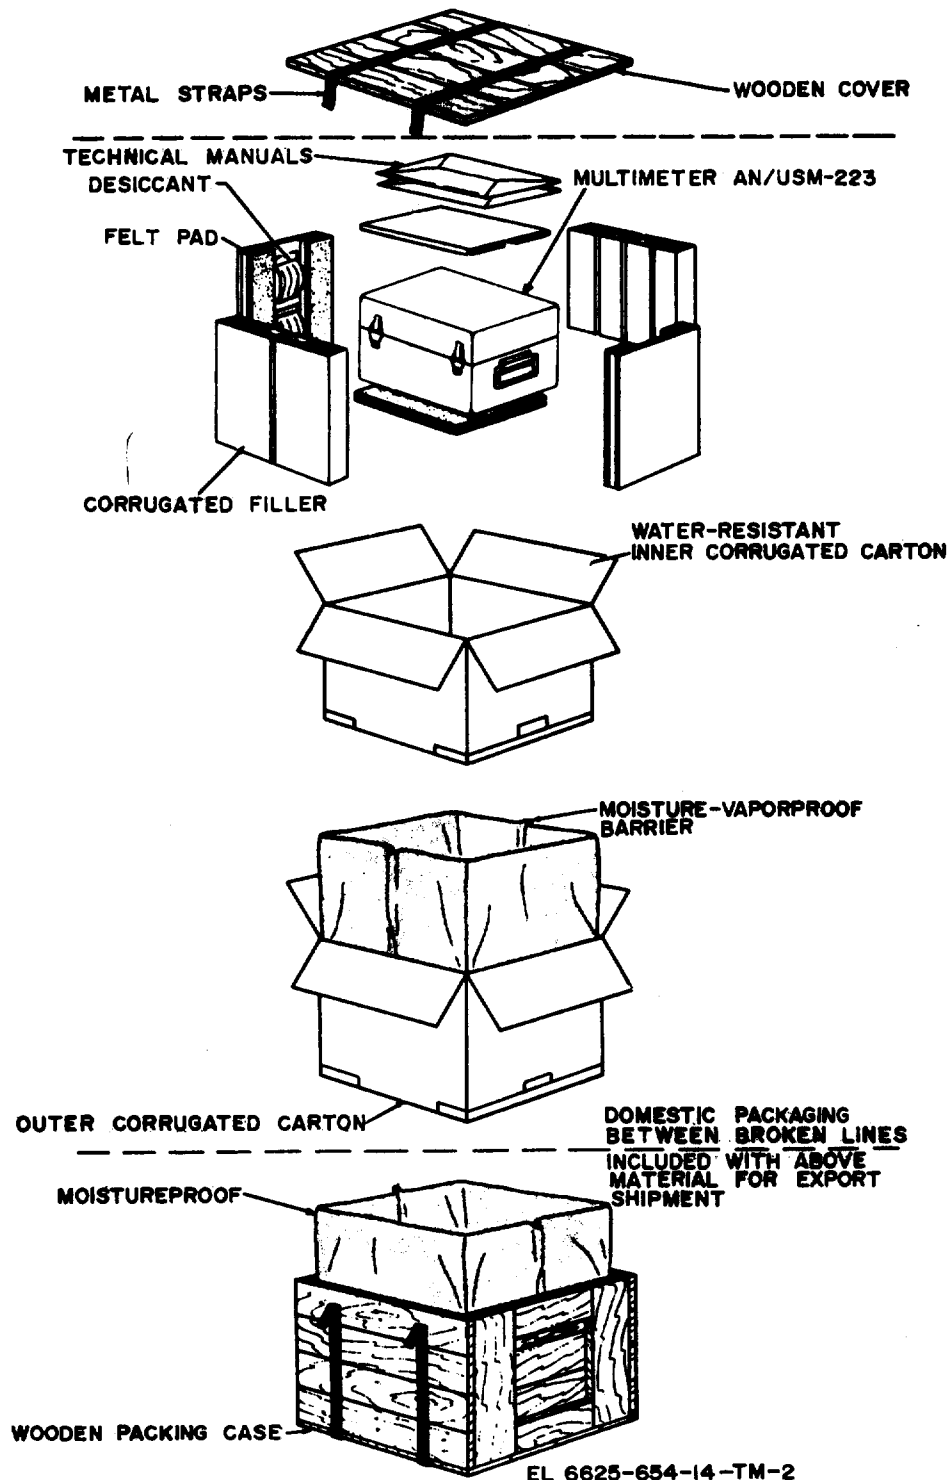 METAL STRAPS
WOODEN COVER
TECHNICAL MANUALS
DESICCANT
MULTIMETER AN/USM-223
FELT PAD
CORRUGATED FILLER
WATER-RESISTANT
INNER CORRUGATED CARTON
MOISTURE-VAPORPROOF
BARRIER
OUTER CORRUGATED CARTON
DOMESTIC PACKAGING
BETWEEN BROKEN LINES
INCLUDED WITH ABOVE
MATERIAL FOR EXPORT
SHIPMENT
MOISTUREPROOF
WOODEN PACKING CASE
EL 6625-654-14-TM-2